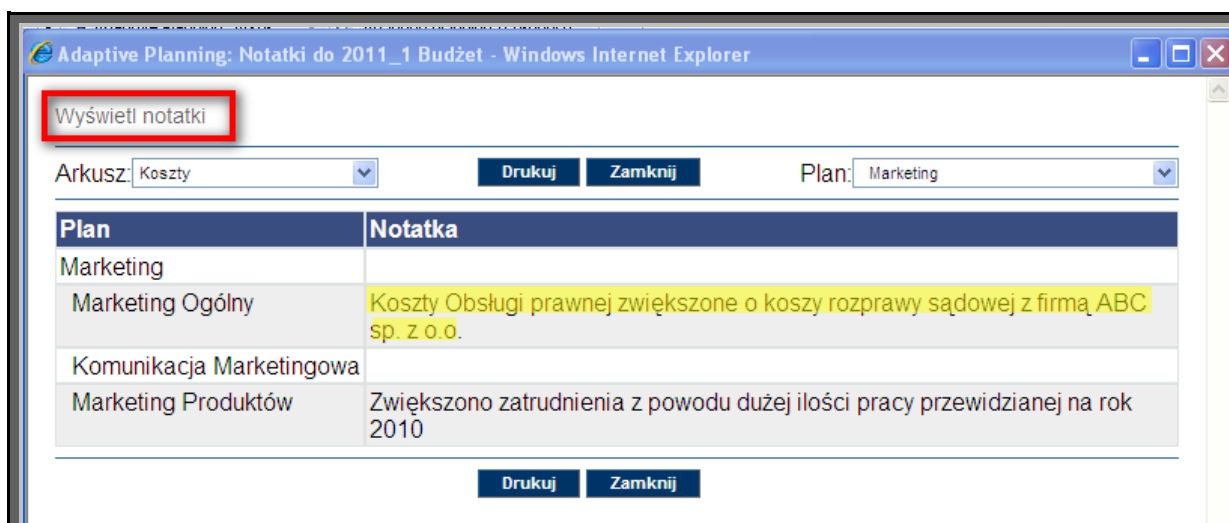 Adaptive Planning: Notatki do 2011_1 Budżet - Windows Internet Explorer
Wyświetl notatki
Arkusz: Koszty Drukuj Zamknij Plan: Marketing
Plan Notatka
Marketing
Marketing Ogólny Koszty Obsługi prawnej zwiększone o koszy rozprawy sądowej z firmą ABC
sp. z o.o.
Komunikacja Marketingowa
Marketing Produktów Zwiększono zatrudnienia z powodu dużej ilości pracy przewidzianej na rok
2010
Drukuj Zamknij